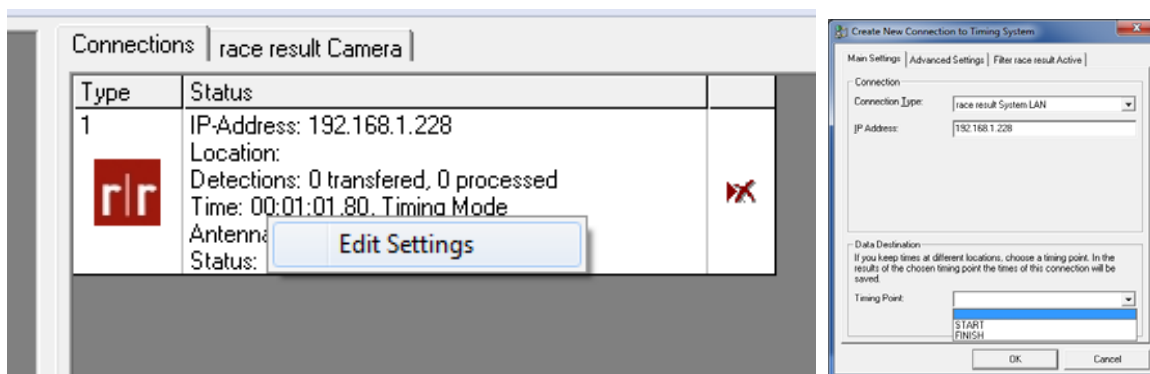 Connections
race result Camera
Type
Status
1
IP-Address: 192.168.1.228
Location:
Detections: 0 transfered, 0 processed
Time: 00:01:01.80, Timing Mode
Antenna
Edit Settings
Status:
r|r
Create New Connection to Timing System
Main Settings
Advanced Settings
Filter race result Active
Connection
Connection Type:
race result System LAN
IP Address:
192.168.1.228
Data Destination
If you keep times at different locations, choose a timing point. In the
results of the chosen timing point the times of this connection will be
saved.
Timing Point:
START
FINISH
OK
Cancel